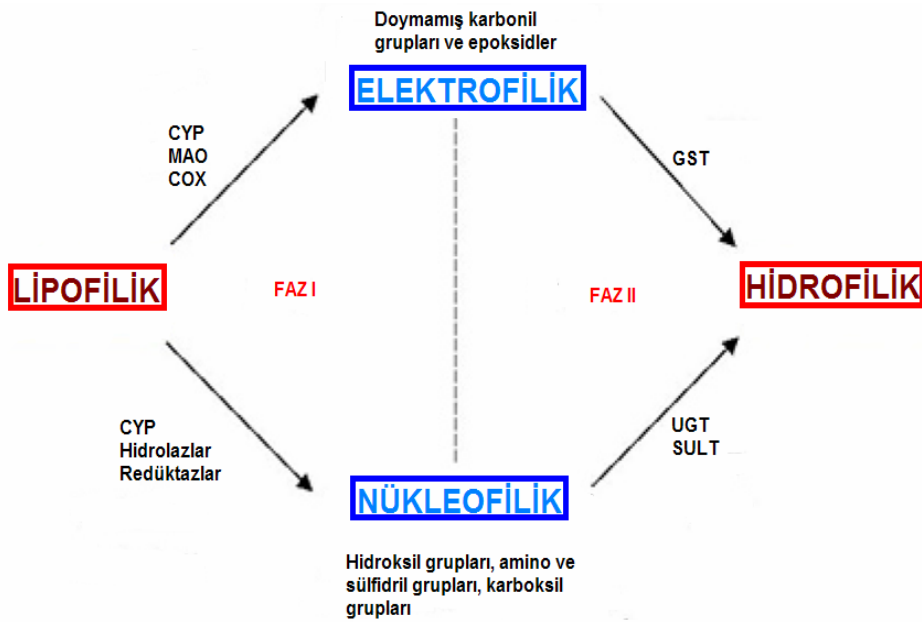 Doymamış karbonil
grupları ve epoksidler
ELEKTROFİLİK
CYP
MAO
COX
GST
LİPOFİLİK
FAZ I
FAZ II
HİDROFİLİK
CYP
Hidrolazlar
Redüktazlar
UGT
SULT
NÜKLEOFİLİK
Hidroksil grupları, amino ve
sülfidril grupları, karboksil
grupları